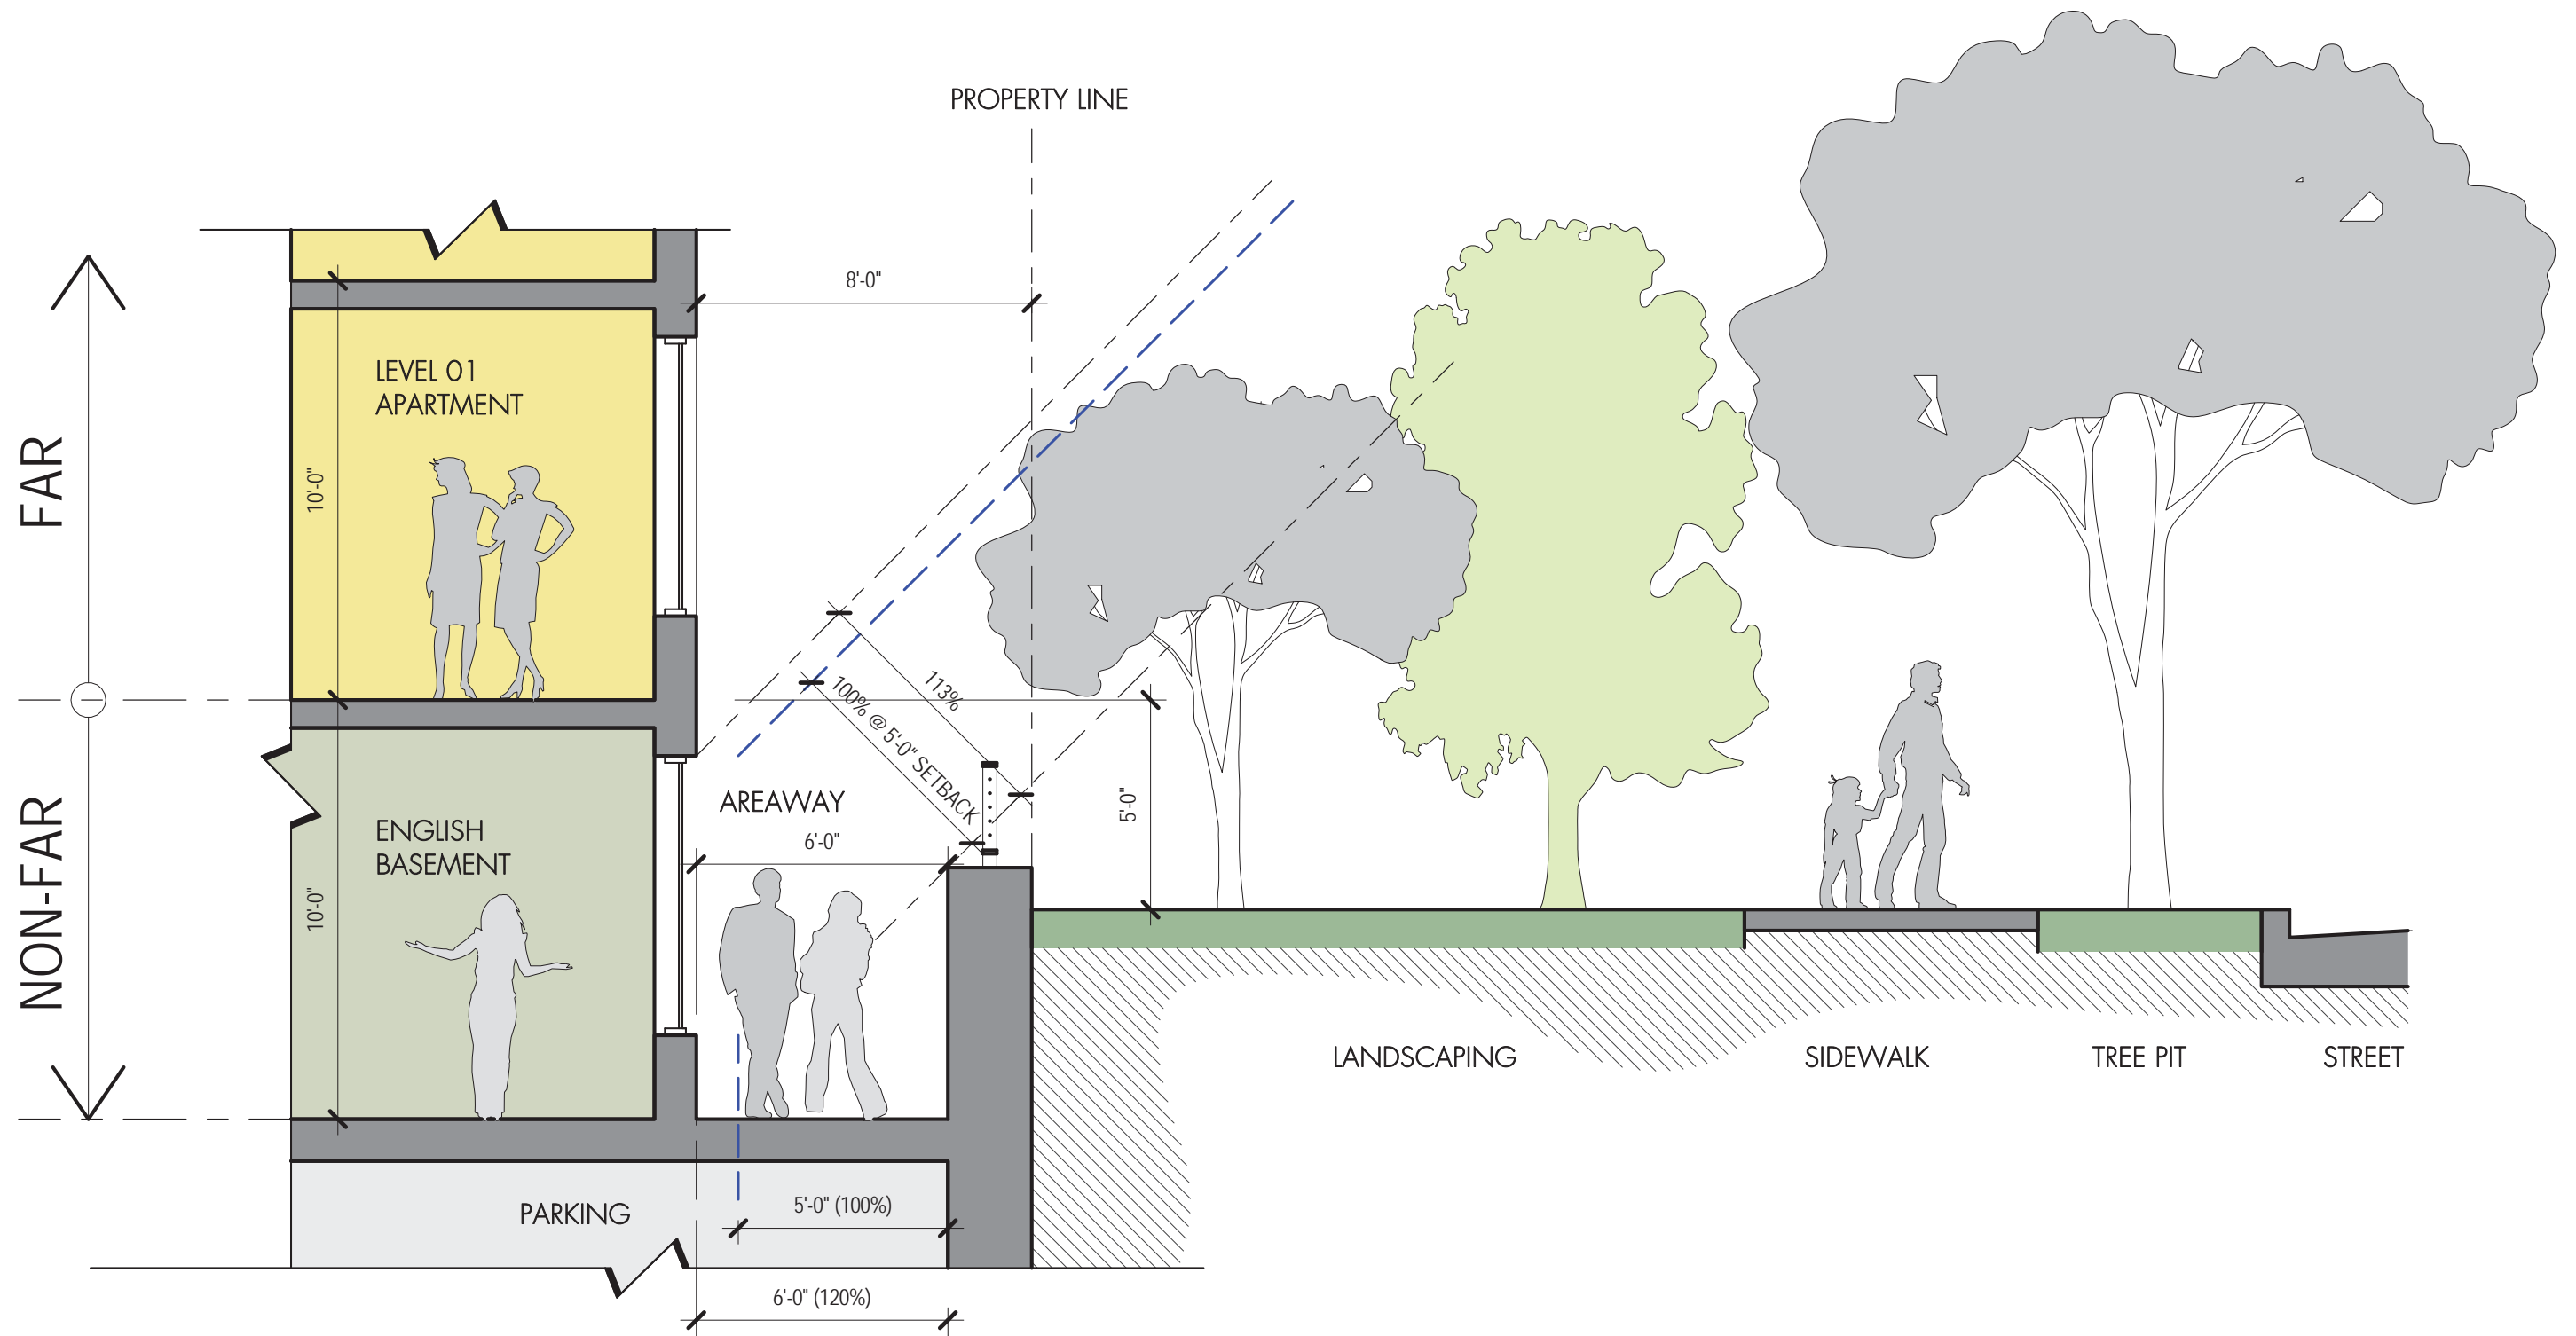 PROPERTY LINE
8'-0"
FAR
LEVEL 01
APARTMENT
10'-0"
113%
100% @ 5'-0" SETBACK
AREAWAY
6'-0"
5'-0"
NON-FAR
ENGLISH
BASEMENT
10'-0"
LANDSCAPING
SIDEWALK
TREE PIT
STREET
PARKING
5'-0" (100%)
6'-0" (120%)